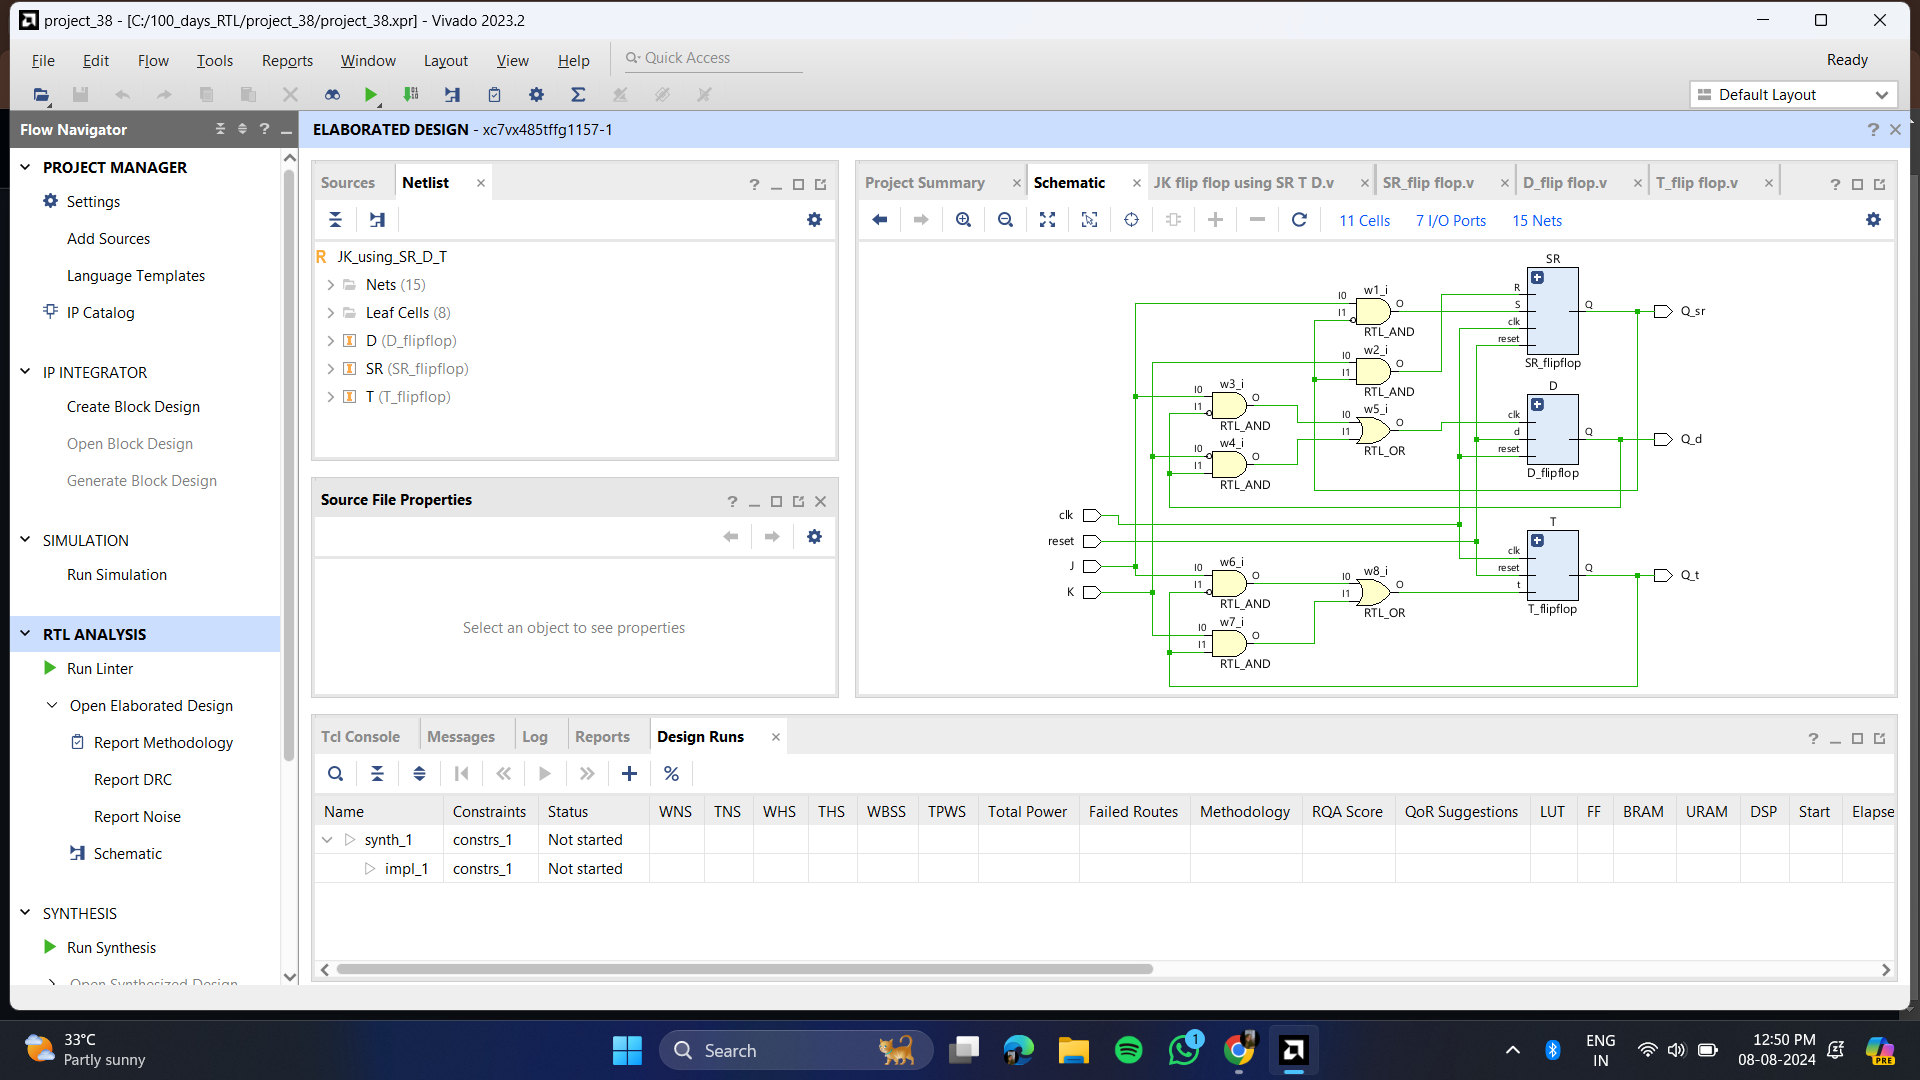 project_38 - [C:/100_days_RTL/project_38/project_38.xpr] - Vivado 2023.2
File Edit Flow Tools Reports Window Layout View Help Quick Access Ready
Default Layout
Flow Navigator ? _
ELABORATED DESIGN - xc7vx485tffg1157-1 ?
PROJECT MANAGER
Settings
Add Sources
Language Templates
IP Catalog
IP INTEGRATOR
Create Block Design
Open Block Design
Generate Block Design
SIMULATION
Run Simulation
RTL ANALYSIS
Run Linter
Open Elaborated Design
Report Methodology
Report DRC
Report Noise
Schematic
SYNTHESIS
Run Synthesis
Open Synthesized Design
Sources Netlist ?
R JK_using_SR_D_T
Nets (15)
Leaf Cells (8)
D (D_flipflop)
SR (SR_flipflop)
T (T_flipflop)
Source File Properties ?
Select an object to see properties
Project Summary Schematic JK flip flop using SR T D.v SR_flip flop.v D_flip flop.v T_flip flop.v ?
11 Cells 7 I/O Ports 15 Nets
SR
R
S
clk
reset
Q
SR_flipflop
Q_sr
w1_i
I0
I1
O
RTL_AND
w2_i
I0
I1
O
RTL_AND
w3_i
I0
I1
O
RTL_AND
w4_i
I0
I1
O
RTL_AND
w5_i
I0
I1
O
RTL_OR
D
clk
d
reset
Q
D_flipflop
Q_d
clk
reset
J
K
w6_i
I0
I1
O
RTL_AND
w7_i
I0
I1
O
RTL_AND
w8_i
I0
I1
O
RTL_OR
T
clk
reset
t
Q
T_flipflop
Q_t
Tcl Console Messages Log Reports Design Runs ?
Name Constraints Status WNS TNS WHS THS WBSS TPWS Total Power Failed Routes Methodology RQA Score QoR Suggestions LUT FF BRAM URAM DSP Start Elapse
synth_1 constrs_1 Not started
impl_1 constrs_1 Not started
33°C
Partly sunny
Search
1
ENG
IN
12:50 PM
08-08-2024
PRE